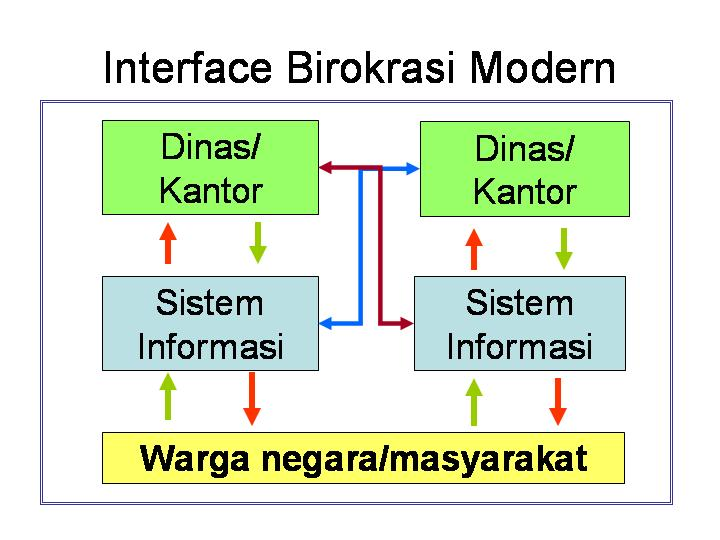 Interface Birokrasi Modern
Dinas/
Kantor
Dinas/
Kantor
Sistem
Informasi
Sistem
Informasi
Warga negara/masyarakat